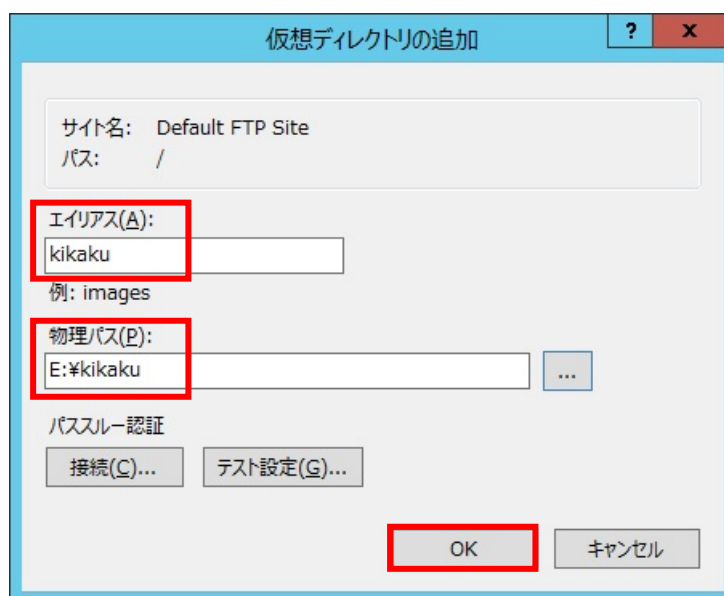 仮想ディレクトリの追加
? x
サイト名: Default FTP Site
パス: /
エイリアス(A):
kikaku
例: images
物理パス(P):
E:¥kikaku
...
パススルー認証
接続(C)... テスト設定(G)...
OK キャンセル